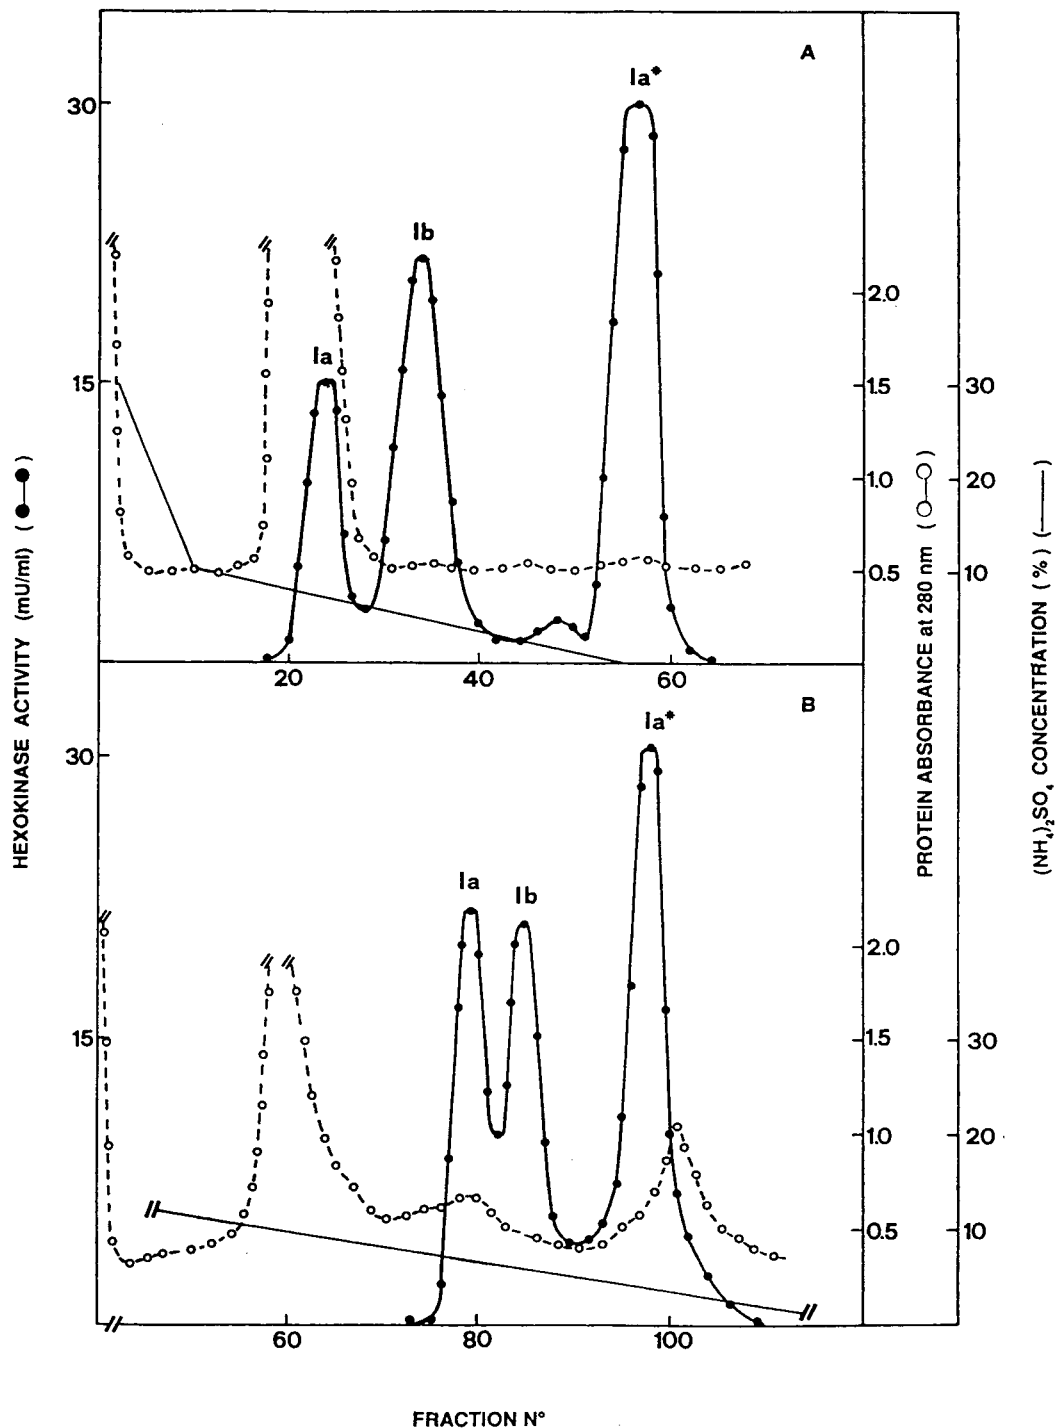 A
Ia*
30
Ib
2.0
Ia
15
1.5
30
1.0
20
0.5
10
20
40
60
B
Ia*
30
Ia
Ib
2.0
15
1.5
30
1.0
20
0.5
10
60
80
100
FRACTION N°
HEXOKINASE ACTIVITY (mU/ml) (●—●)
PROTEIN ABSORBANCE at 280 nm (○—○)
(NH₄)₂SO₄ CONCENTRATION (%) (——)